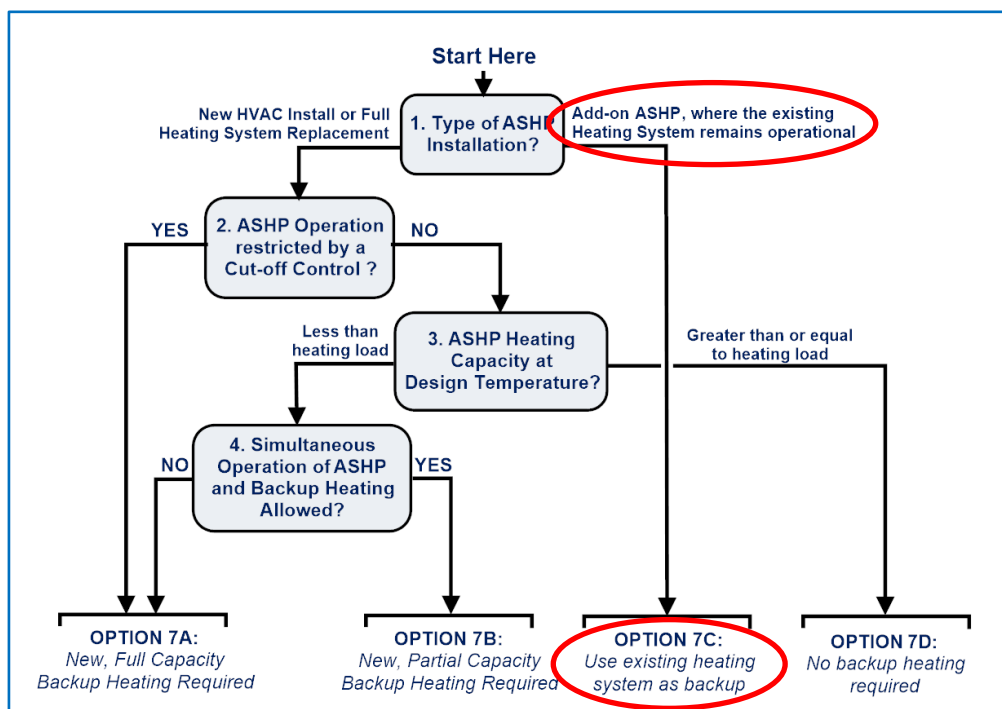 Start Here
New HVAC Install or Full
Heating System Replacement
1. Type of ASHP
Installation?
Add-on ASHP, where the existing
Heating System remains operational
YES
2. ASHP Operation
restricted by a
Cut-off Control ?
NO
Less than
heating load
3. ASHP Heating
Capacity at
Design Temperature?
Greater than or equal
to heating load
NO
4. Simultaneous
Operation of ASHP
and Backup Heating
Allowed?
YES
OPTION 7A:
New, Full Capacity
Backup Heating Required
OPTION 7B:
New, Partial Capacity
Backup Heating Required
OPTION 7C:
Use existing heating
system as backup
OPTION 7D:
No backup heating
required